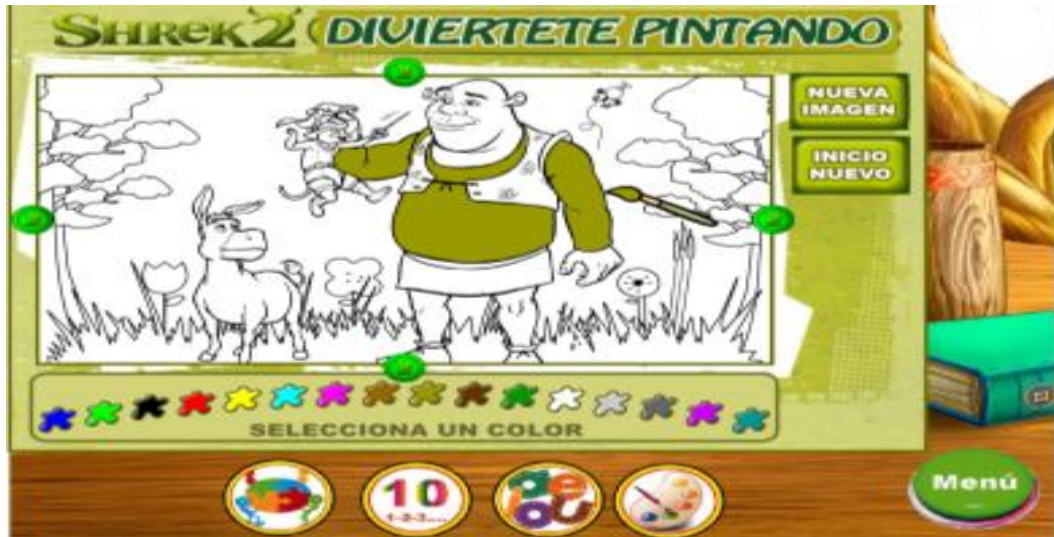 SHREK 2 DIVIERTETE PINTANDO
NUEVA
IMAGEN
INICIO
NUEVO
SELECCIONA UN COLOR
10
1-2-3....
a e i o u
Menú